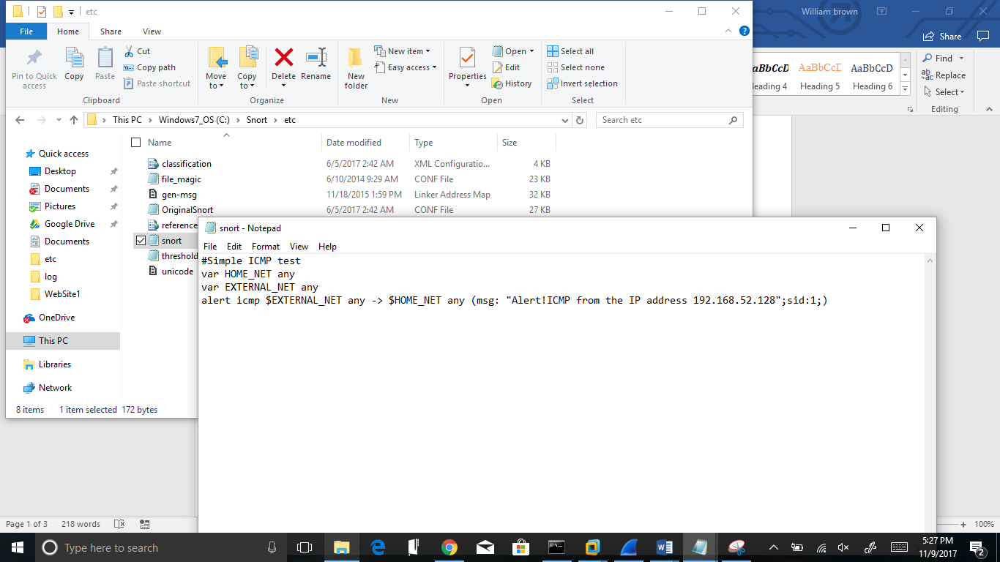 etc
William brown
File Home Share View
Share
Pin to Quick access
Copy
Paste
Cut
Copy path
Paste shortcut
Clipboard
Move to
Copy to
Delete
Rename
Organize
New folder
New item
Easy access
New
Properties
Open
Edit
History
Open
Select all
Select none
Invert selection
Select
AaBbCcD
AaBbCcD
Heading 4 Heading 5 Heading 6
Find
Replace
Select
Editing
This PC Windows7_OS (C:) Snort etc
Search etc
Name Date modified Type Size
Quick access
Desktop
Documents
Pictures
Google Drive
Documents
etc
log
WebSite1
OneDrive
This PC
Libraries
Network
classification 6/5/2017 2:42 AM XML Configuratio... 4 KB
file_magic 6/10/2014 9:29 AM CONF File 23 KB
gen-msg 11/18/2015 1:59 PM Linker Address Map 32 KB
OriginalSnort 6/5/2017 2:42 AM CONF File 27 KB
reference
snort
threshold
unicode
8 items 1 item selected 172 bytes
snort - Notepad
File Edit Format View Help
#Simple ICMP test
var HOME_NET any
var EXTERNAL_NET any
alert icmp $EXTERNAL_NET any -> $HOME_NET any (msg: "Alert!ICMP from the IP address 192.168.52.128";sid:1;)
Page 1 of 3 218 words
100%
Type here to search
5:27 PM
11/9/2017
2